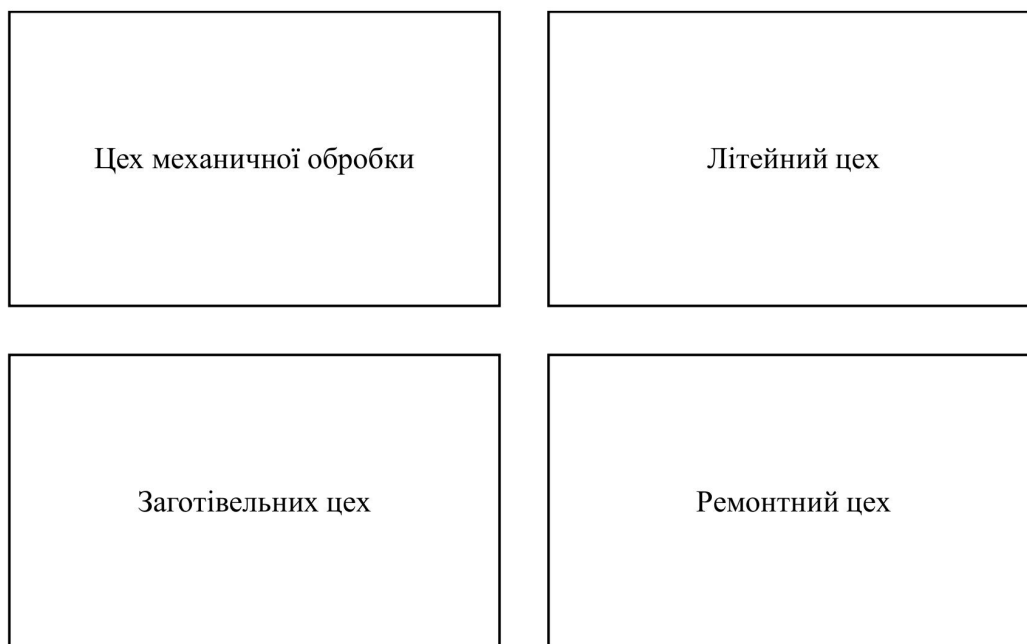 Цех механичної обробки
Літейний цех
Заготівельних цех
Ремонтний цех